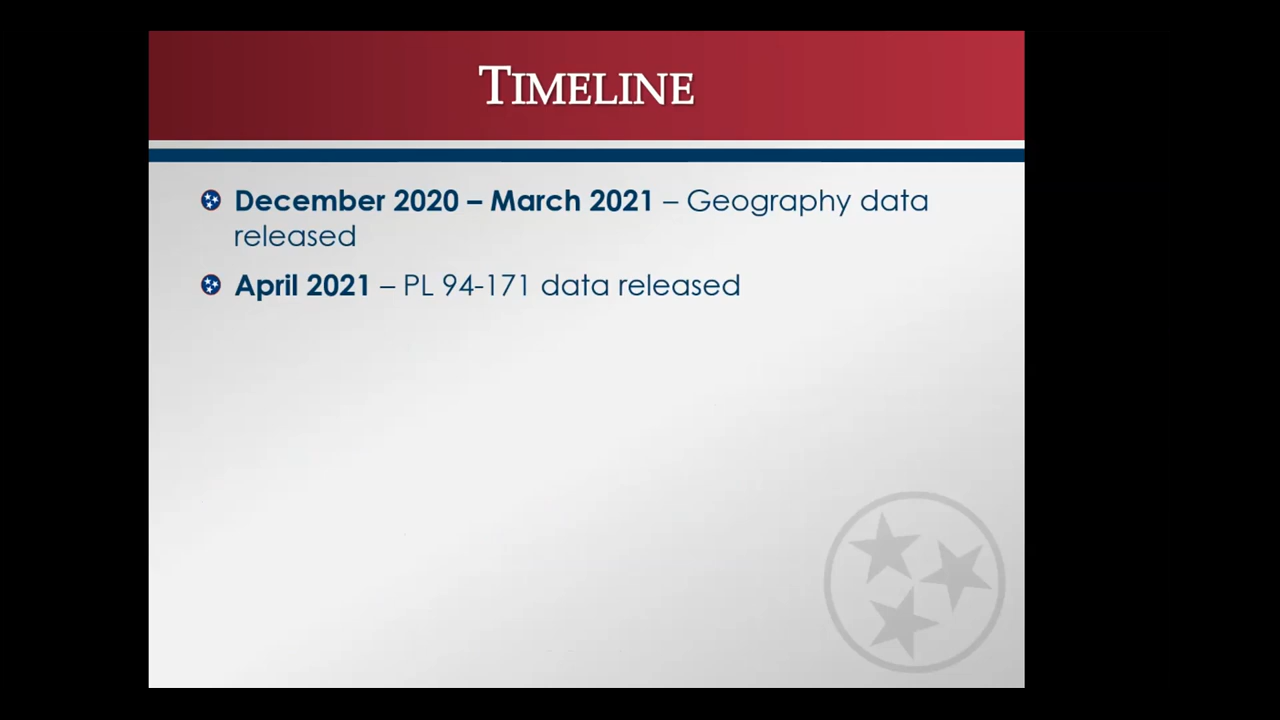 TIMELINE
December 2020 – March 2021 – Geography data
released
April 2021 – PL 94-171 data released